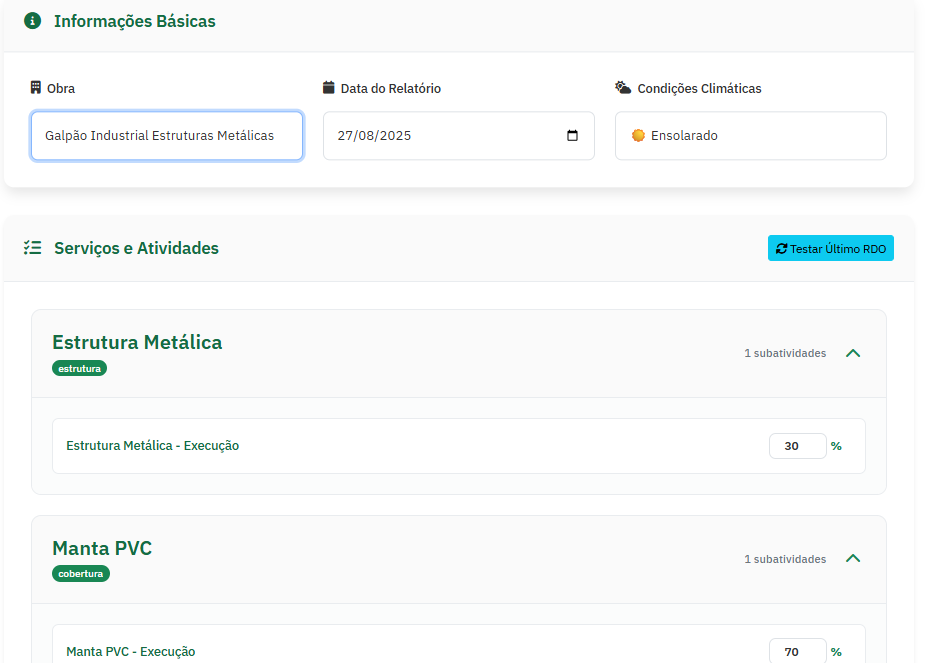 Informações Básicas
Obra
Data do Relatório
Condições Climáticas
Galpão Industrial Estruturas Metálicas
27/08/2025
Ensolarado
Serviços e Atividades
Testar Último RDO
Estrutura Metálica
estrutura
1 subatividades
Estrutura Metálica - Execução
30 %
Manta PVC
cobertura
1 subatividades
Manta PVC - Execução
70 %